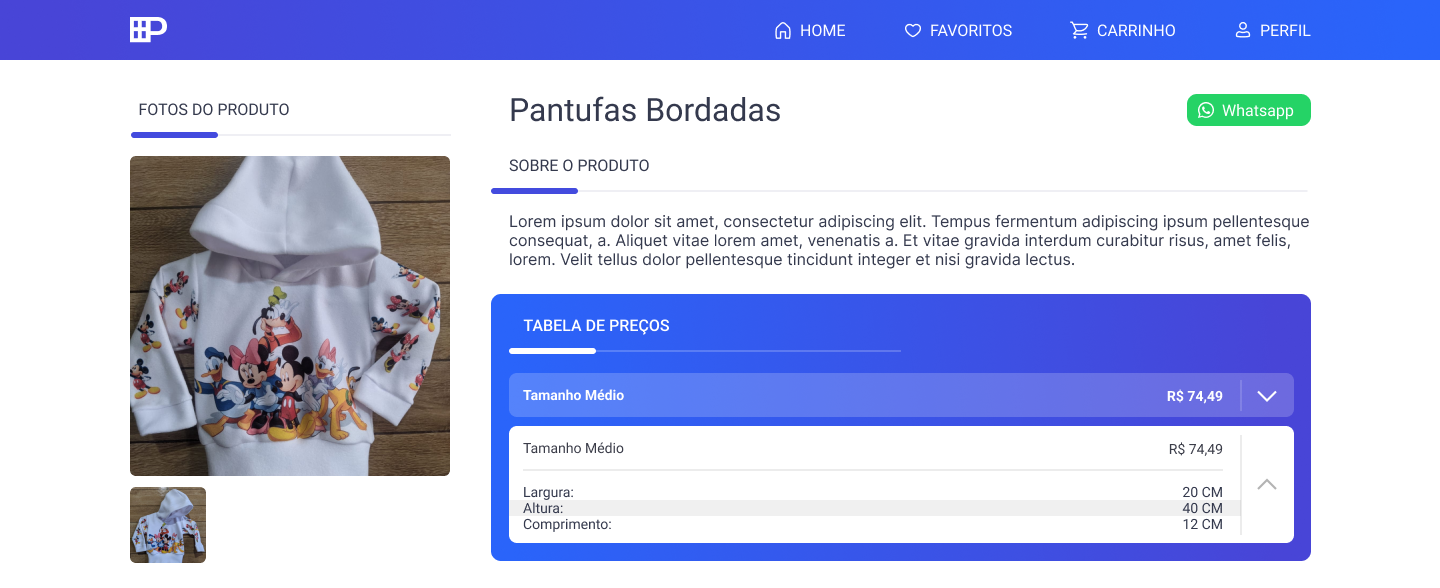 HOME
FAVORITOS
CARRINHO
PERFIL
FOTOS DO PRODUTO
Pantufas Bordadas
Whatsapp
SOBRE O PRODUTO
Lorem ipsum dolor sit amet, consectetur adipiscing elit. Tempus fermentum adipiscing ipsum pellentesque
consequat, a. Aliquet vitae lorem amet, venenatis a. Et vitae gravida interdum curabitur risus, amet felis,
lorem. Velit tellus dolor pellentesque tincidunt integer et nisi gravida lectus.
TABELA DE PREÇOS
Tamanho Médio R$ 74,49
Tamanho Médio R$ 74,49
Largura: 20 CM
Altura: 40 CM
Comprimento: 12 CM